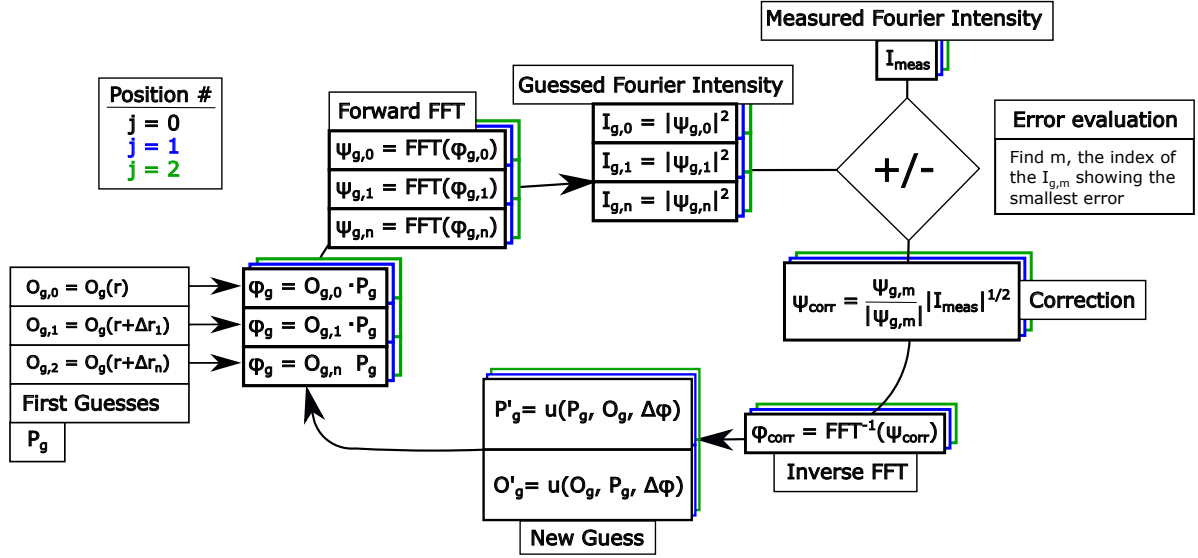 Measured Fourier Intensity
I_meas
Position #
j = 0
j = 1
j = 2
Forward FFT
ψ_g,0 = FFT(φ_g,0)
ψ_g,1 = FFT(φ_g,1)
ψ_g,n = FFT(φ_g,n)
Guessed Fourier Intensity
I_g,0 = |ψ_g,0|²
I_g,1 = |ψ_g,1|²
I_g,n = |ψ_g,n|²
+/-
Error evaluation
Find m, the index of
the I_g,m showing the
smallest error
O_g,0 = O_g(r)
O_g,1 = O_g(r+Δr_1)
O_g,2 = O_g(r+Δr_n)
First Guesses
P_g
φ_g = O_g,0 · P_g
φ_g = O_g,1 · P_g
φ_g = O_g,n P_g
ψ_corr = ψ_g,m / |ψ_g,m| |I_meas|^1/2
Correction
φ_corr = FFT⁻¹(ψ_corr)
Inverse FFT
P'_g = u(P_g, O_g, Δφ)
O'_g = u(O_g, P_g, Δφ)
New Guess